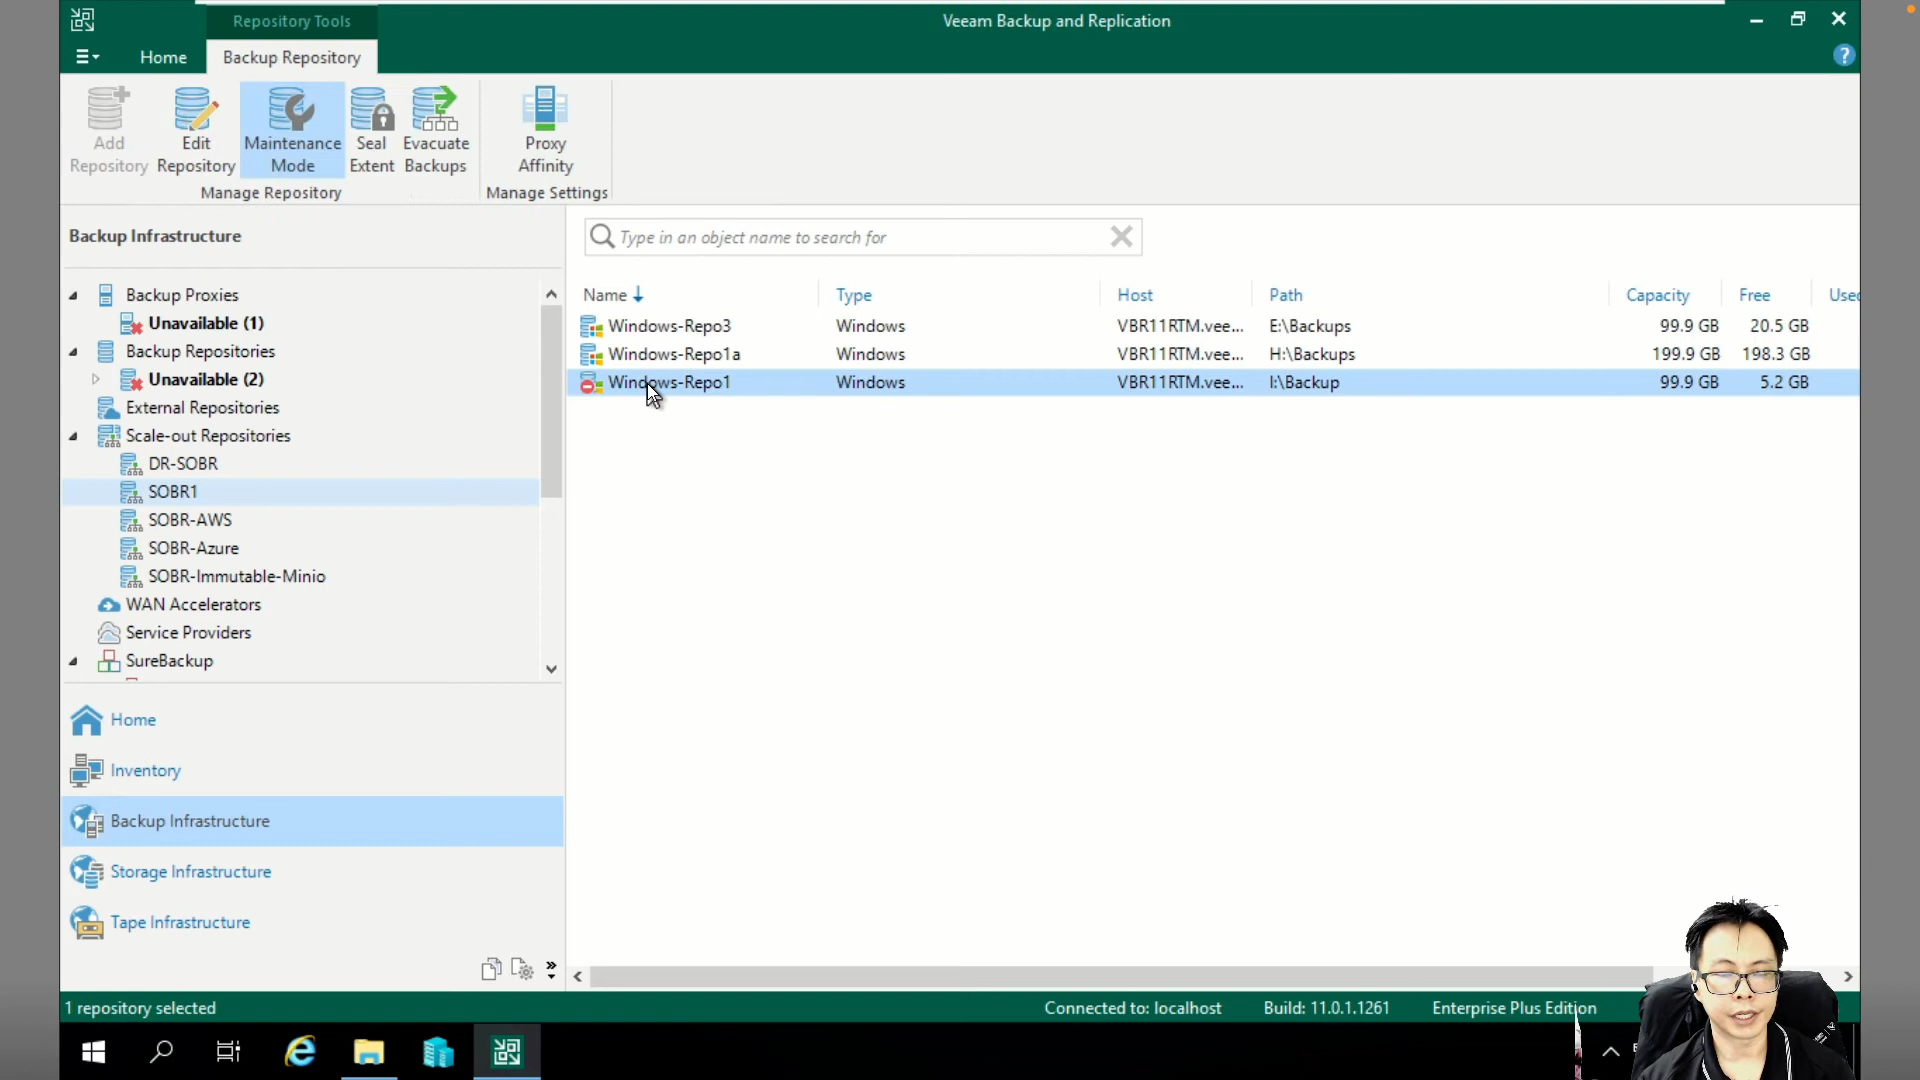 Repository Tools
Veeam Backup and Replication
Home
Backup Repository
Add Repository
Edit Repository
Maintenance Mode
Seal Extent
Evacuate Backups
Proxy Affinity
Manage Repository
Manage Settings
Backup Infrastructure
Type in an object name to search for
Backup Proxies
Unavailable (1)
Backup Repositories
Unavailable (2)
External Repositories
Scale-out Repositories
DR-SOBR
SOBR1
SOBR-AWS
SOBR-Azure
SOBR-Immutable-Minio
WAN Accelerators
Service Providers
SureBackup
Name Type Host Path Capacity Free
Windows-Repo3 Windows VBR11RTM.vee... E:\Backups 99.9 GB 20.5 GB
Windows-Repo1a Windows VBR11RTM.vee... H:\Backups 199.9 GB 198.3 GB
Windows-Repo1 Windows VBR11RTM.vee... I:\Backup 99.9 GB 5.2 GB
Home
Inventory
Backup Infrastructure
Storage Infrastructure
Tape Infrastructure
1 repository selected
Connected to: localhost
Build: 11.0.1.1261
Enterprise Plus Edition